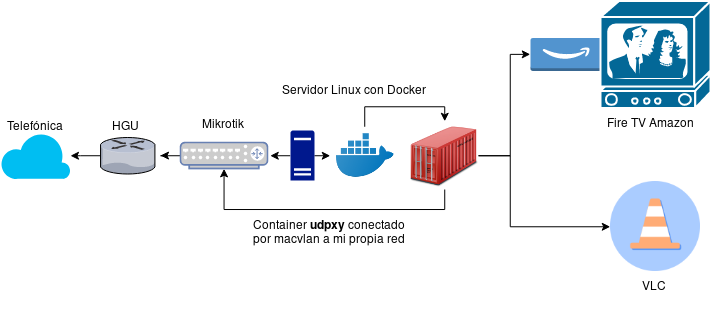 Telefónica
HGU
Mikrotik
Servidor Linux con Docker
Container udpxy conectado
por macvlan a mi propia red
Fire TV Amazon
VLC